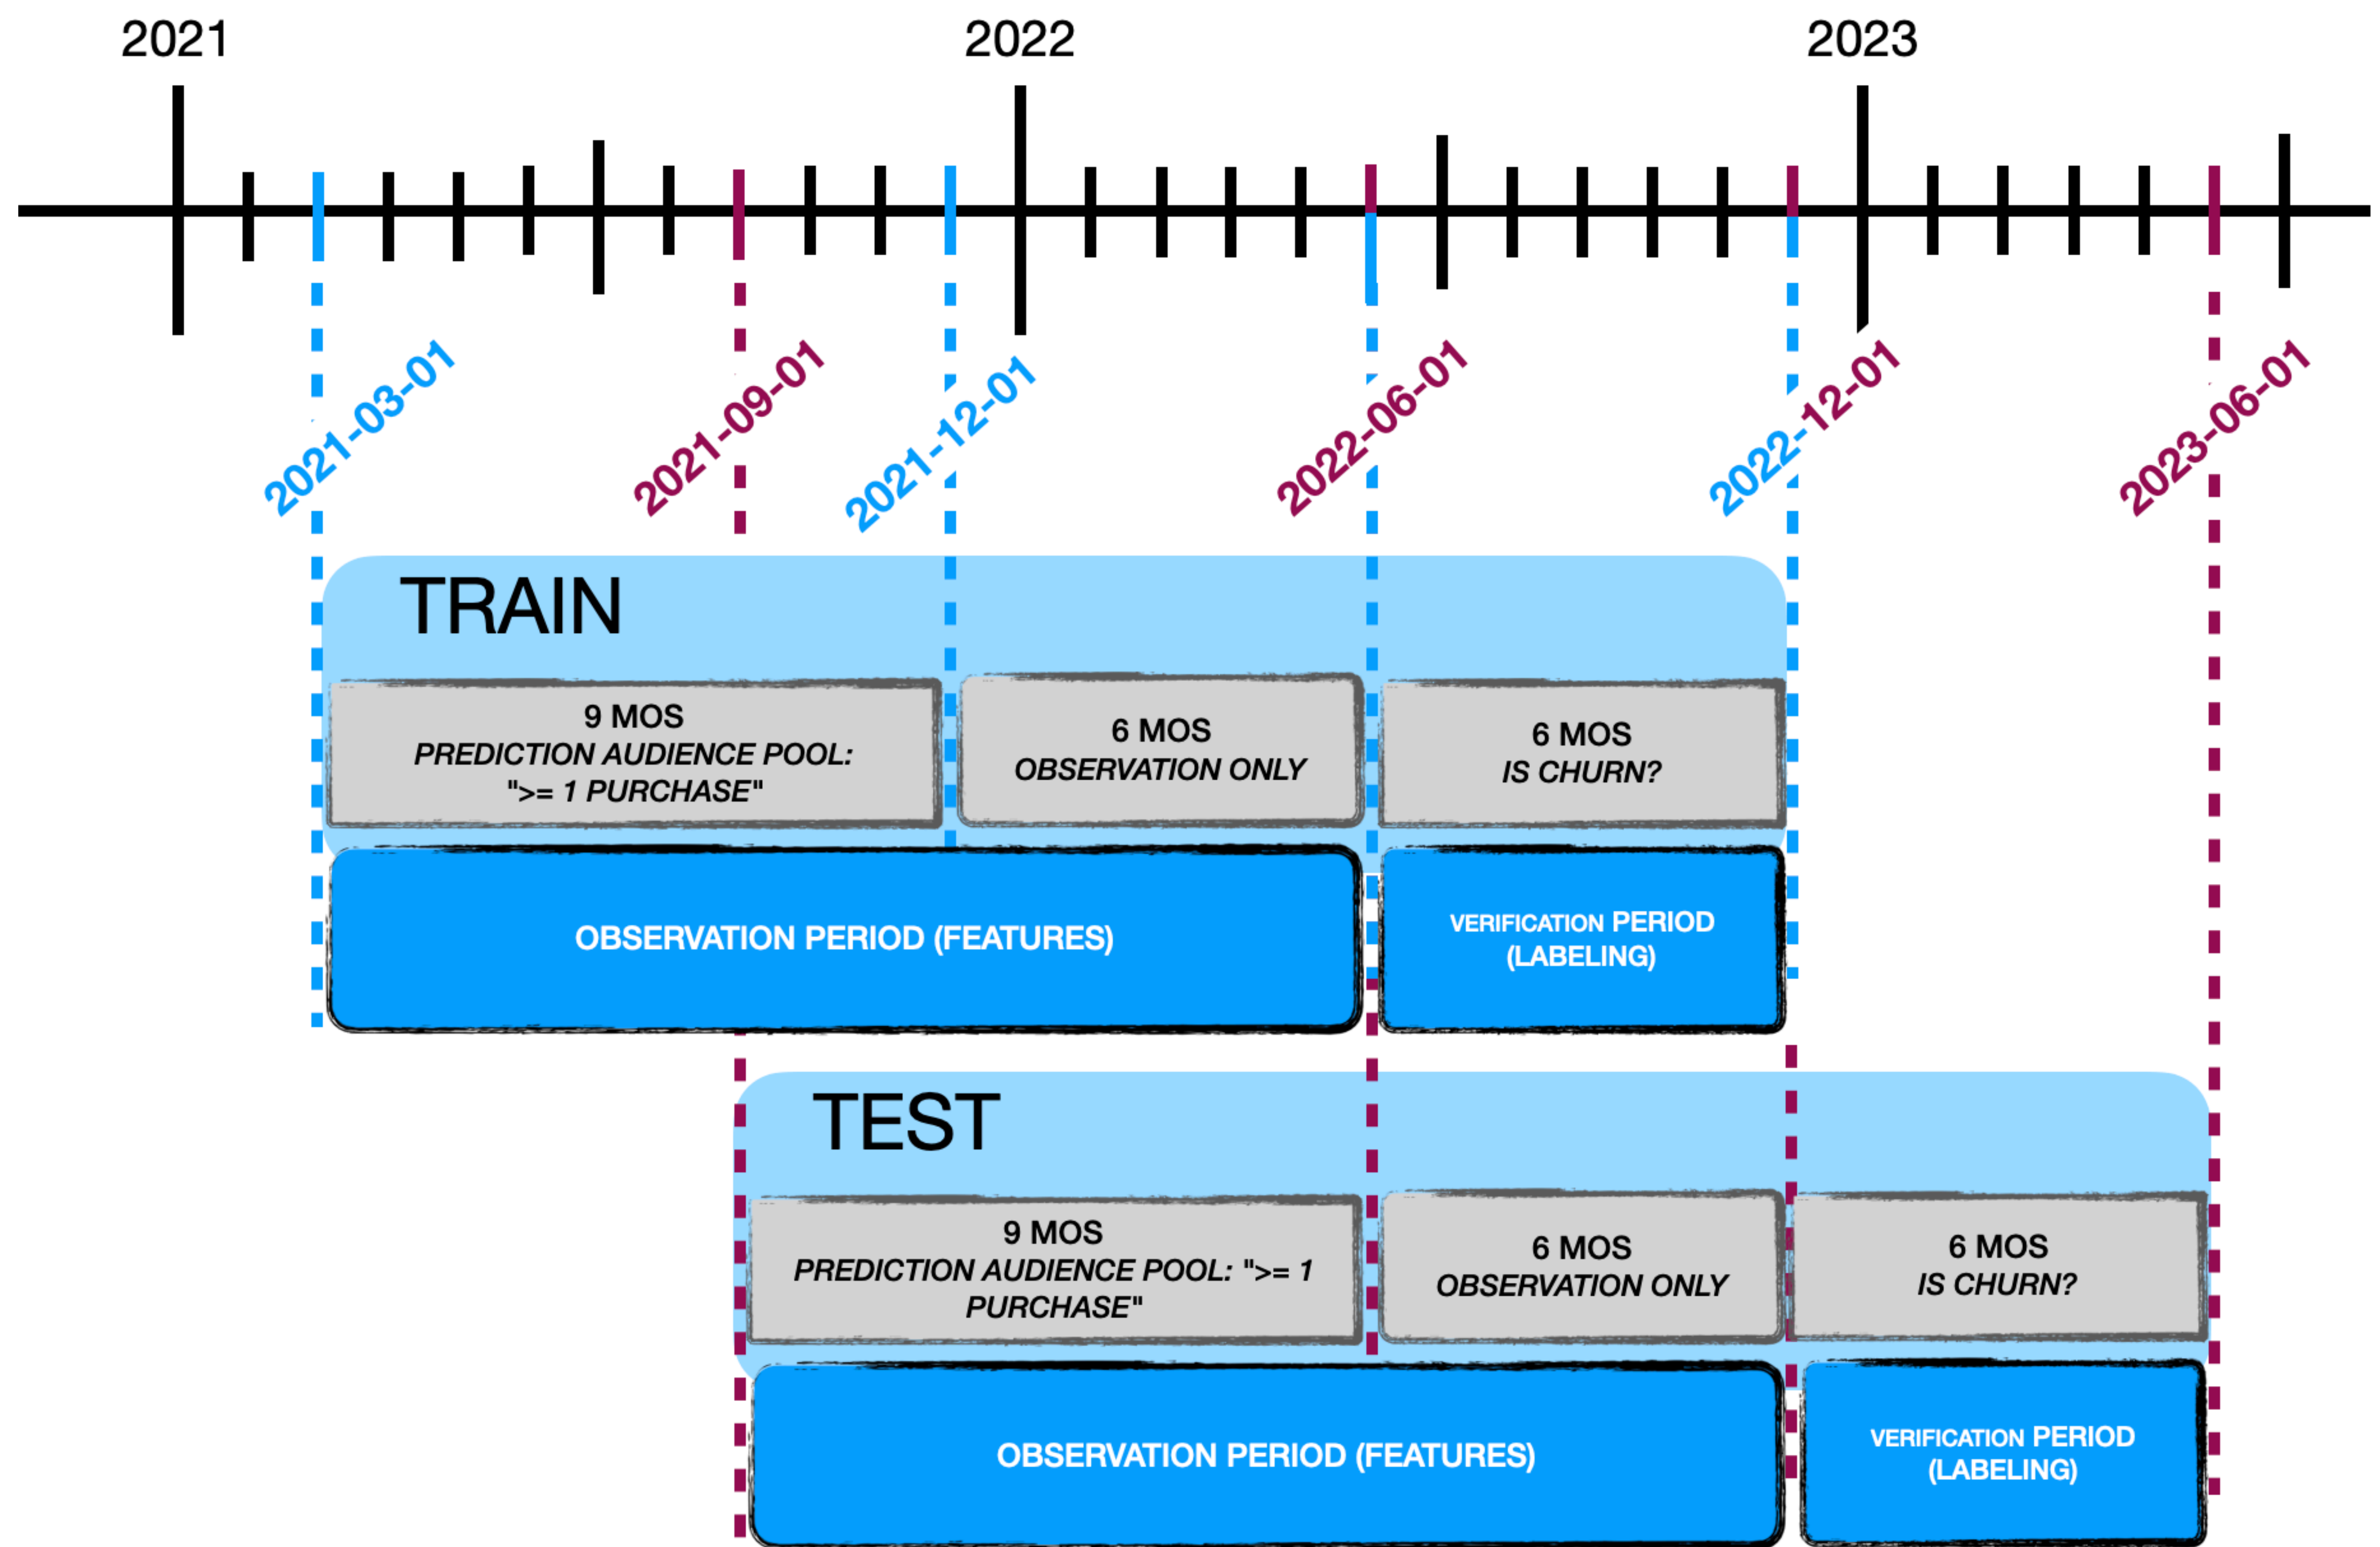 2021
2022
2023
2021-03-01
2021-09-01
2021-12-01
2022-06-01
2022-12-01
2023-06-01
TRAIN
9 MOS
PREDICTION AUDIENCE POOL:
">= 1 PURCHASE"
6 MOS
OBSERVATION ONLY
6 MOS
IS CHURN?
OBSERVATION PERIOD (FEATURES)
VERIFICATION PERIOD
(LABELING)
TEST
9 MOS
PREDICTION AUDIENCE POOL: ">= 1
PURCHASE"
6 MOS
OBSERVATION ONLY
6 MOS
IS CHURN?
OBSERVATION PERIOD (FEATURES)
VERIFICATION PERIOD
(LABELING)